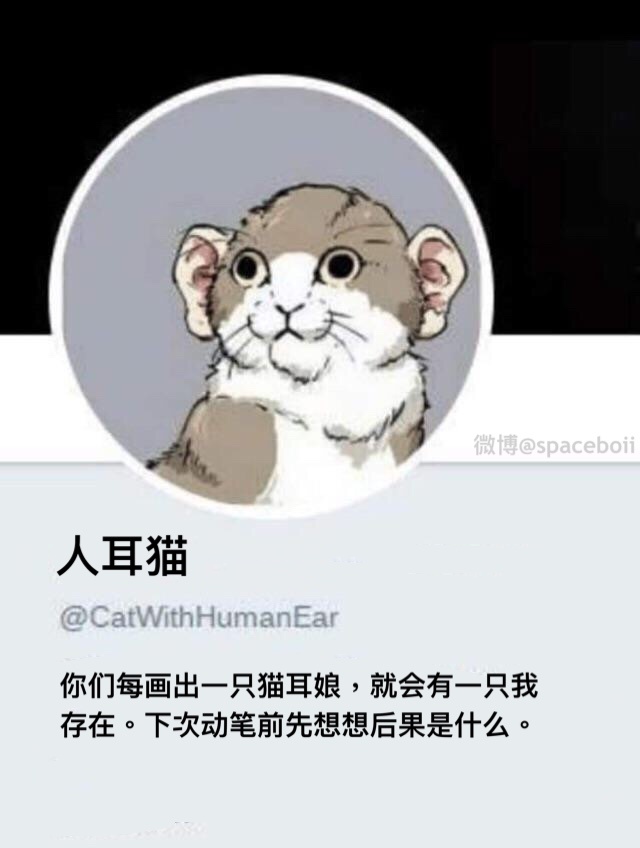 微博@spaceboii
人耳猫
@CatWithHumanEar
你们每画出一只猫耳娘，就会有一只我
存在。下次动笔前先想想后果是什么。